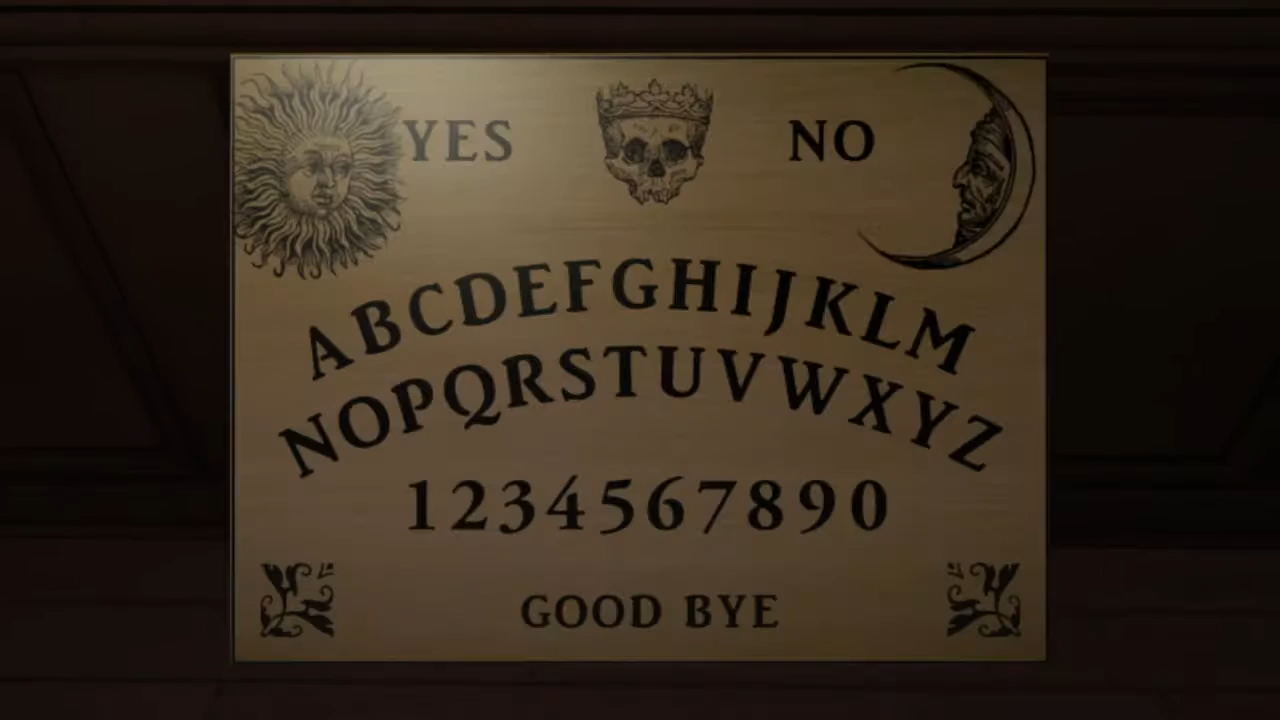 YES NO
ABCDEFGHIJKLM
NOPQRSTUVWXYZ
1234567890
GOOD BYE